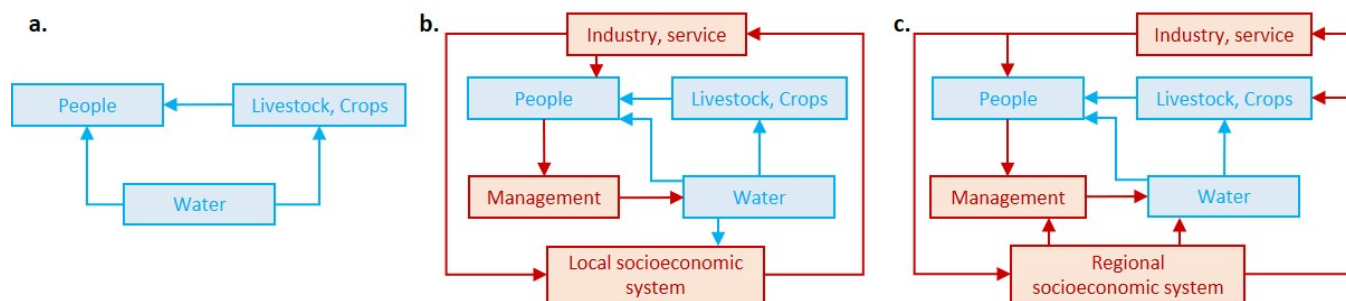 a.
People
Livestock, Crops
Water
b.
Industry, service
People
Livestock, Crops
Management
Water
Local socioeconomic
system
c.
Industry, service
People
Livestock, Crops
Management
Water
Regional
socioeconomic system